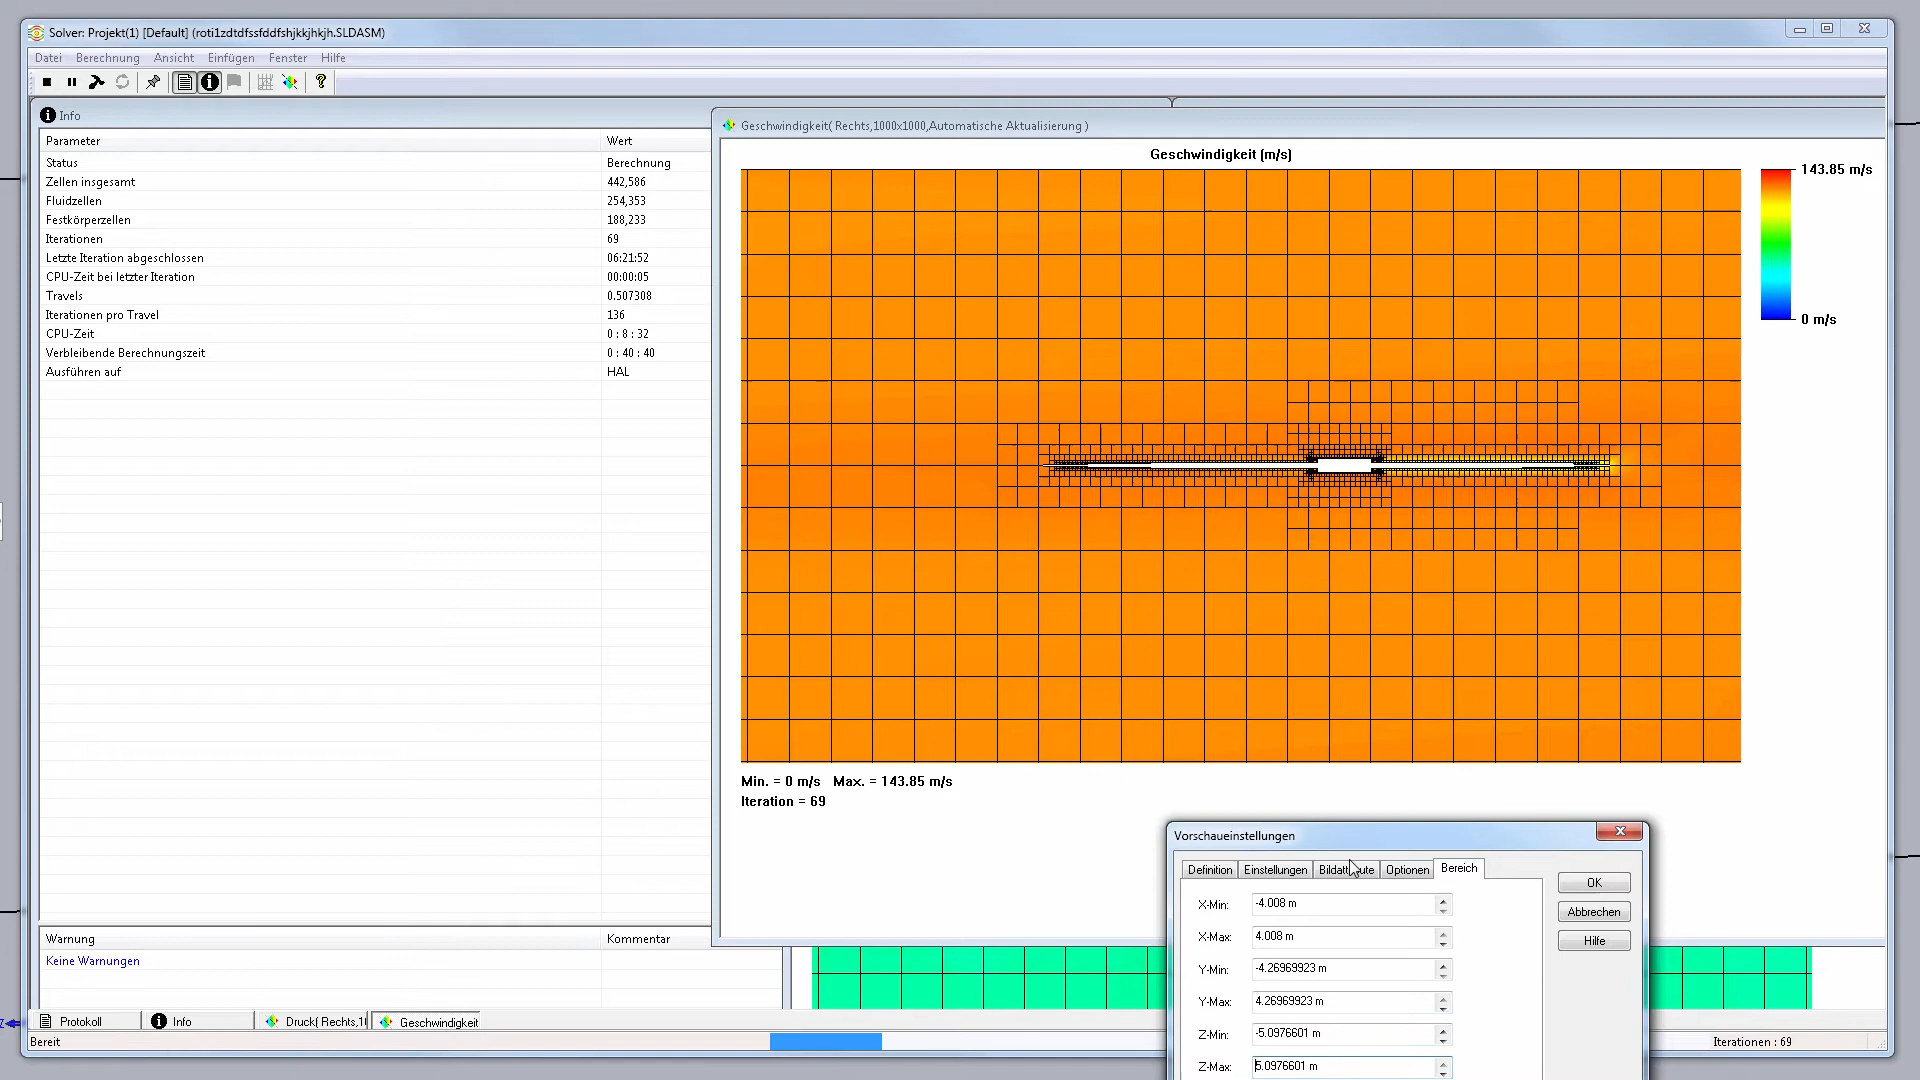 Solver: Projekt(1) [Default] (roti1zdtdfssfddfshjkkjhkjh.SLDASM)
Datei Berechnung Ansicht Einfügen Fenster Hilfe
Info
Parameter Wert
Status Berechnung
Zellen insgesamt 442,586
Fluidzellen 254,353
Festkörperzellen 188,233
Iterationen 69
Letzte Iteration abgeschlossen 06:21:52
CPU-Zeit bei letzter Iteration 00:00:05
Travels 0.507308
Iterationen pro Travel 136
CPU-Zeit 0 : 8 : 32
Verbleibende Berechnungszeit 0 : 40 : 40
Ausführen auf HAL
Warnung Kommentar
Keine Warnungen
Geschwindigkeit( Rechts,1000x1000,Automatische Aktualisierung )
Geschwindigkeit (m/s)
143.85 m/s
0 m/s
Min. = 0 m/s Max. = 143.85 m/s
Iteration = 69
Vorschaueinstellungen
Definition Einstellungen Optionen Bereich
X-Min: -4.008 m
X-Max: 4.008 m
Y-Min: -4.26969923 m
Y-Max: 4.26969923 m
Z-Min: -5.0976601 m
Z-Max: 5.0976601 m
OK
Abbrechen
Hilfe
Protokoll Info Druck( Rechts,1 Geschwindigkeit
Bereit Iterationen : 69